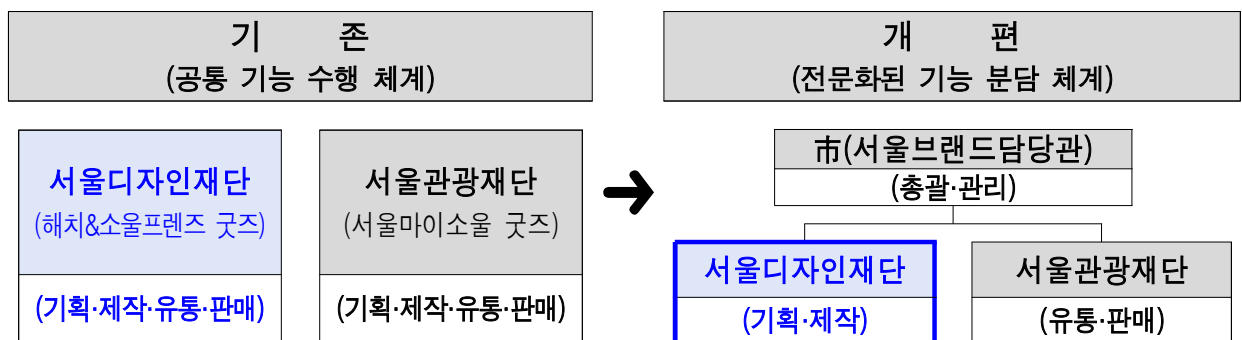 기 존
(공통 기능 수행 체계)
서울디자인재단
(해치&소울프렌즈 굿즈)
(기획·제작·유통·판매)
서울관광재단
(서울마이소울 굿즈)
(기획·제작·유통·판매)
개 편
(전문화된 기능 분담 체계)
市(서울브랜드담당관)
(총괄·관리)
서울디자인재단
(기획·제작)
서울관광재단
(유통·판매)